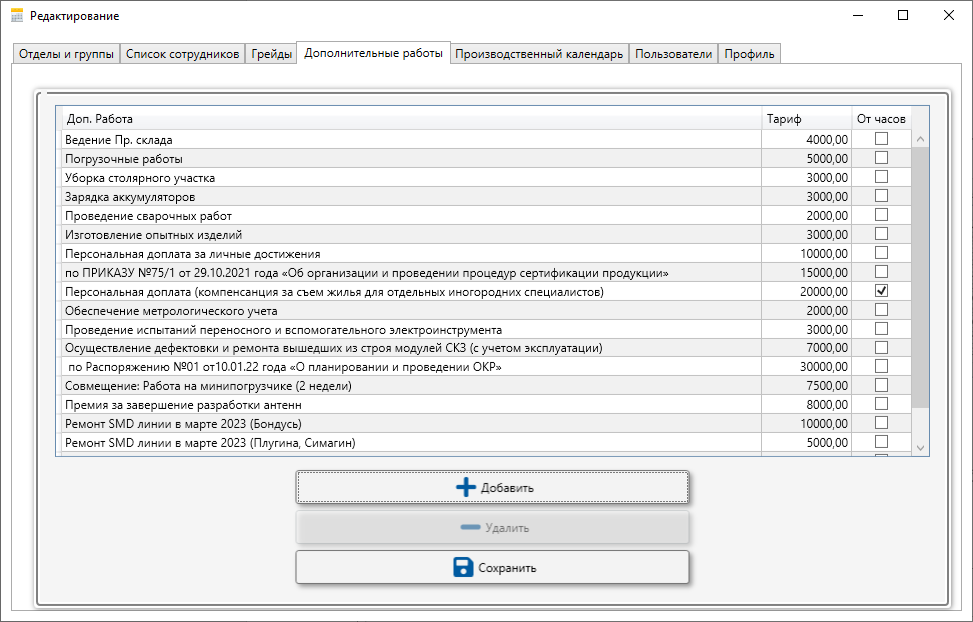 Редактирование
Отделы и группы Список сотрудников Грейды Дополнительные работы Производственный календарь Пользователи Профиль
Доп. Работа Тариф От часов
Ведение Пр. склада 4000,00
Погрузочные работы 5000,00
Уборка столярного участка 3000,00
Зарядка аккумуляторов 3000,00
Проведение сварочных работ 2000,00
Изготовление опытных изделий 3000,00
Персональная доплата за личные достижения 10000,00
по ПРИКАЗУ №75/1 от 29.10.2021 года «Об организации и проведении процедур сертификации продукции» 15000,00
Персональная доплата (компенсанция за съем жилья для отдельных иногородних специалистов) 20000,00
Обеспечение метрологического учета 2000,00
Проведение испытаний переносного и вспомогательного электроинструмента 3000,00
Осуществление дефектовки и ремонта вышедших из строя модулей СКЗ (с учетом эксплуатации) 7000,00
по Распоряжению №01 от10.01.22 года «О планировании и проведении ОКР» 30000,00
Совмещение: Работа на минипогрузчике (2 недели) 7500,00
Премия за завершение разработки антенн 8000,00
Ремонт SMD линии в марте 2023 (Бондусь) 10000,00
Ремонт SMD линии в марте 2023 (Плугина, Симагин) 5000,00
Добавить
Удалить
Сохранить